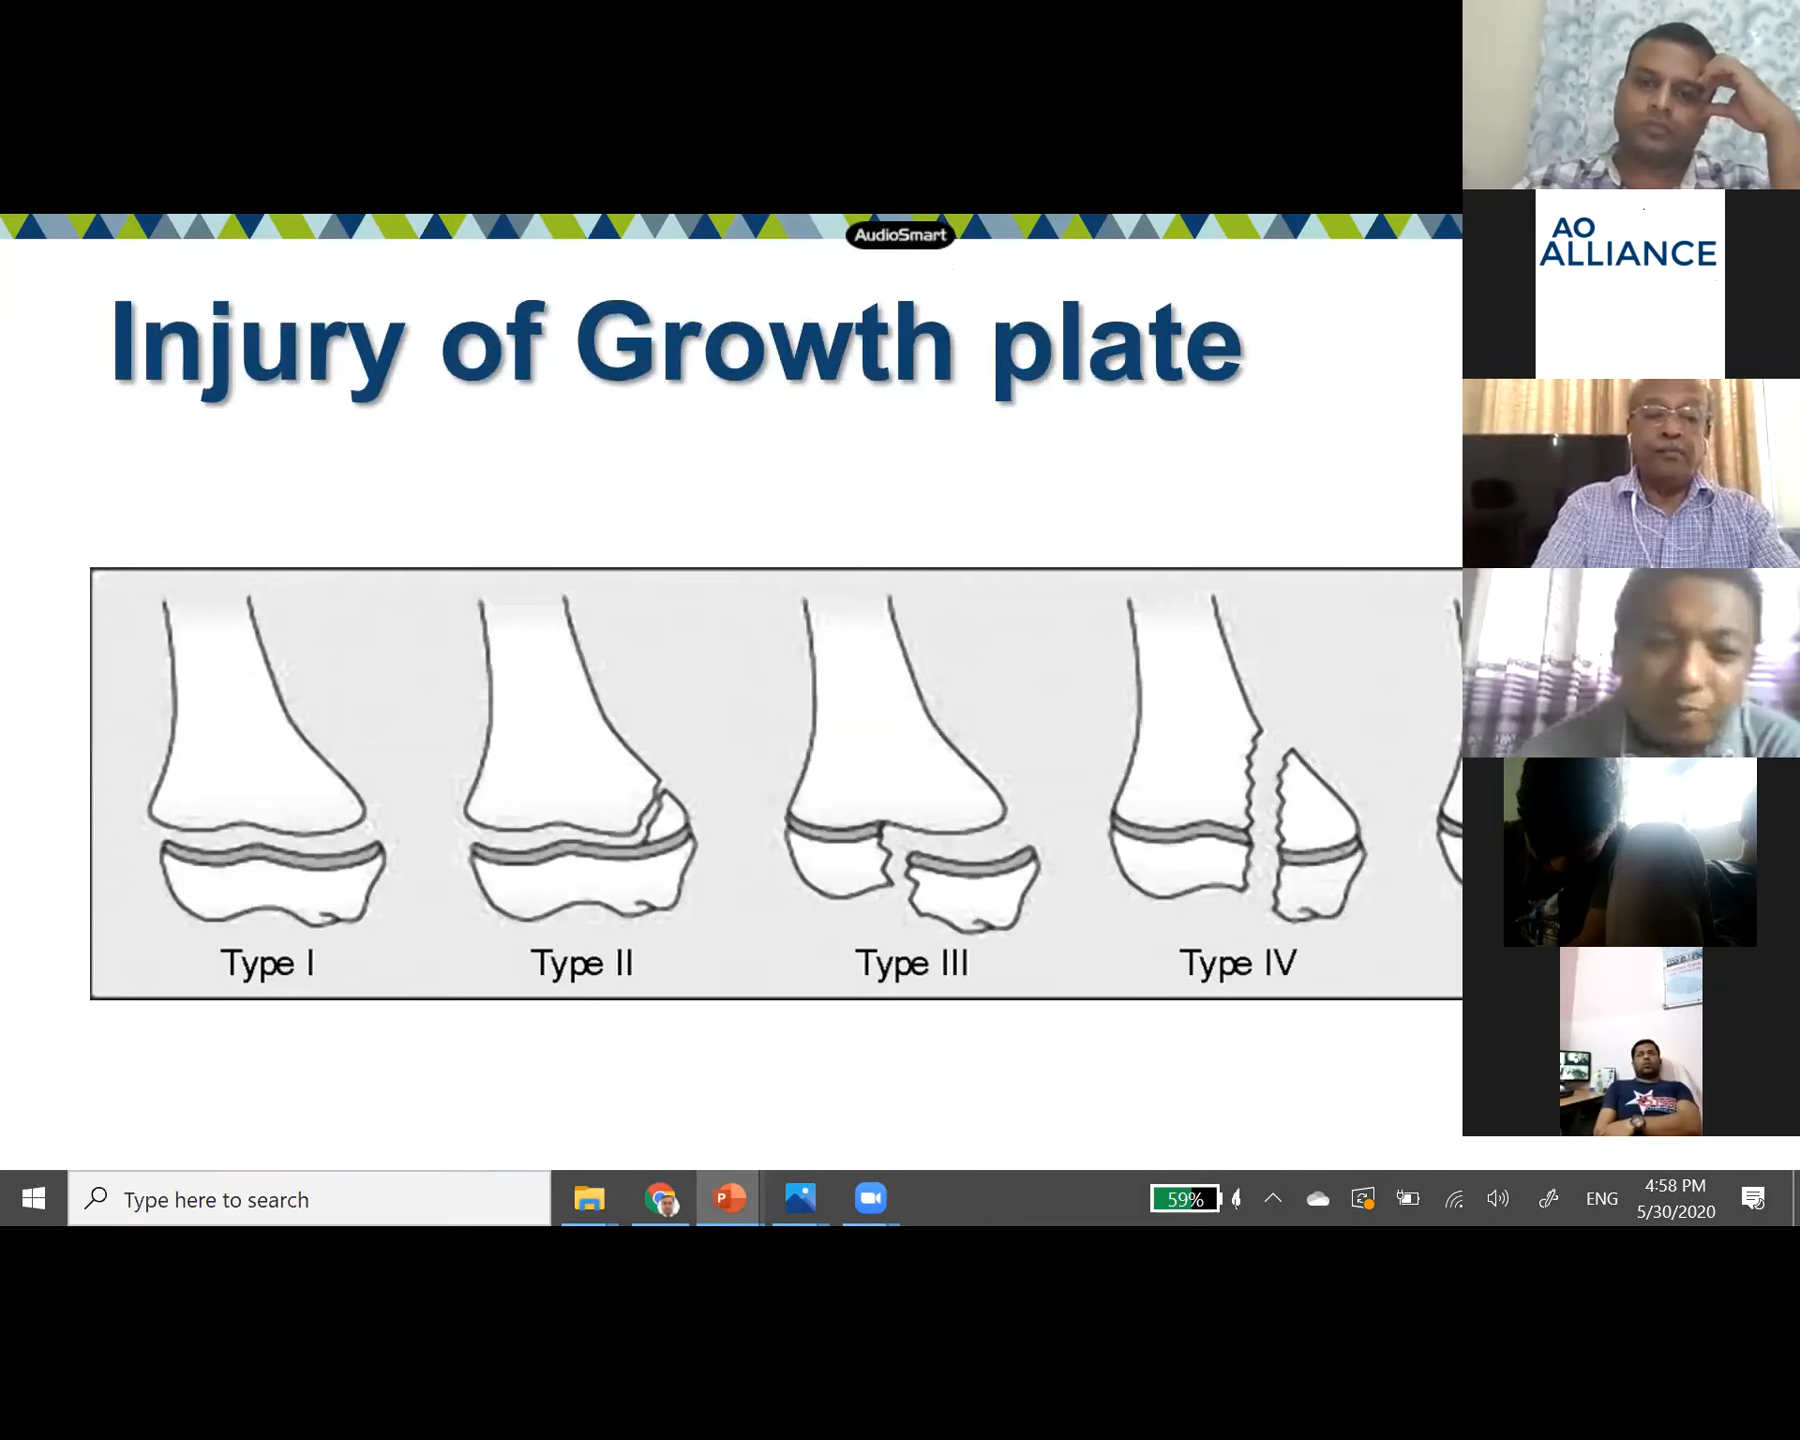 AudioSmart
Injury of Growth plate
Type I
Type II
Type III
Type IV
AO
ALLIANCE
Type here to search
59%
ENG
4:58 PM
5/30/2020